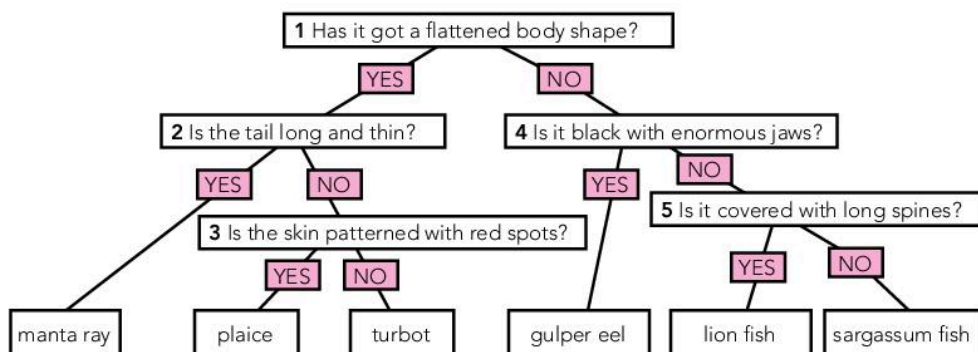 1 Has it got a flattened body shape?
YES
NO
2 Is the tail long and thin?
4 Is it black with enormous jaws?
YES
NO
YES
NO
3 Is the skin patterned with red spots?
5 Is it covered with long spines?
YES
NO
YES
NO
manta ray
plaice
turbot
gulper eel
lion fish
sargassum fish